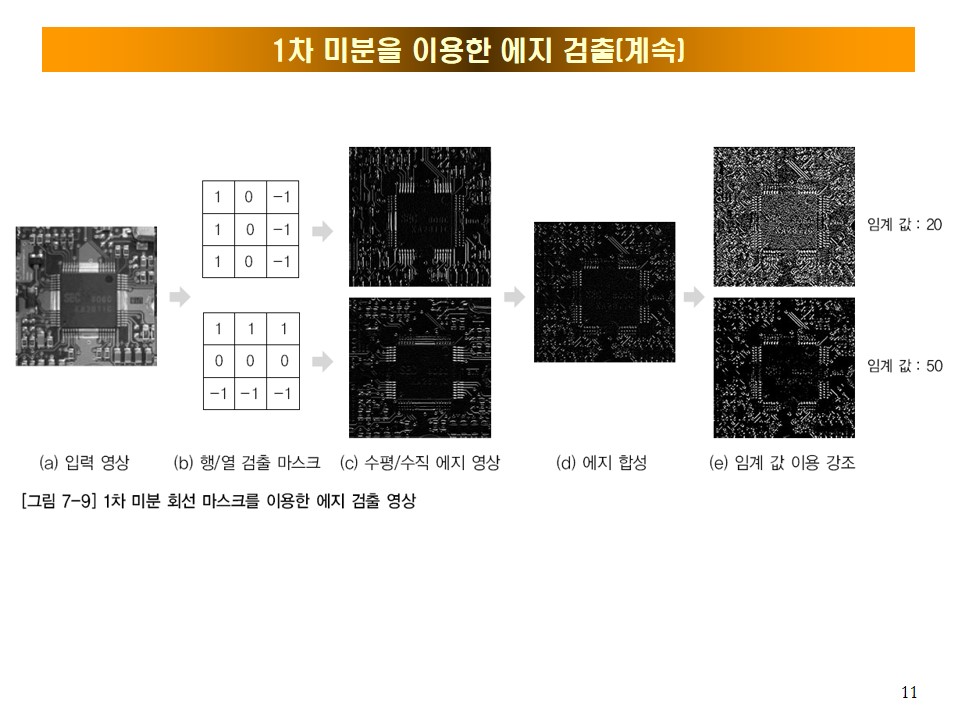 1차 미분을 이용한 에지 검출(계속)
1 0 -1
1 0 -1
1 0 -1
1 1 1
0 0 0
-1 -1 -1
임계 값 : 20
임계 값 : 50
(a) 입력 영상
(b) 행/열 검출 마스크
(c) 수평/수직 에지 영상
(d) 에지 합성
(e) 임계 값 이용 강조
[그림 7-9] 1차 미분 회선 마스크를 이용한 에지 검출 영상
11